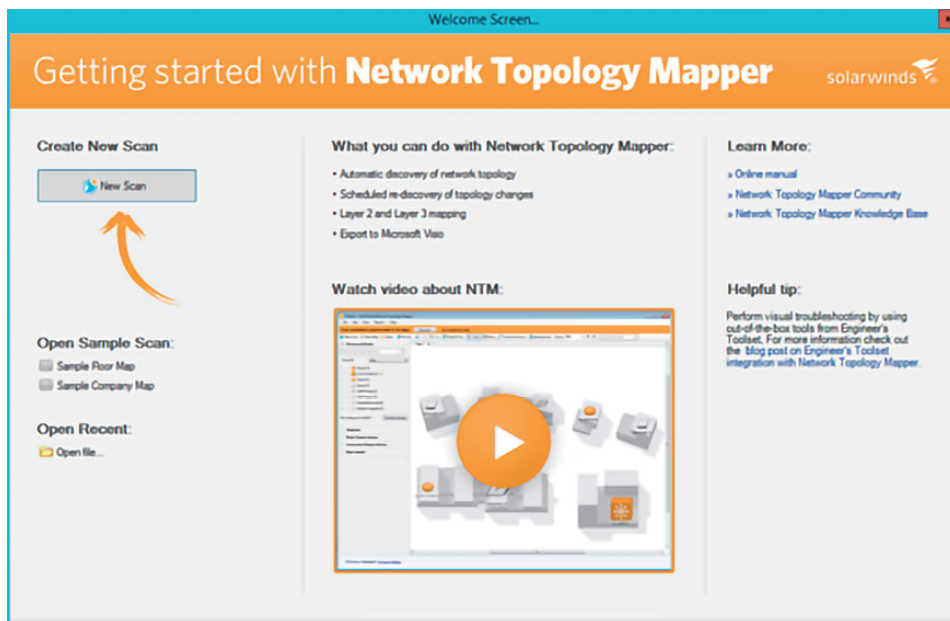 Welcome Screen...
Getting started with Network Topology Mapper
solarwinds
Create New Scan
New Scan
Open Sample Scan:
Sample Floor Map
Sample Company Map
Open Recent:
Open file...
What you can do with Network Topology Mapper:
• Automatic discovery of network topology
• Scheduled re-discovery of topology changes
• Layer 2 and Layer 3 mapping
• Export to Microsoft Visio
Watch video about NTM:
Learn More:
» Online manual
» Network Topology Mapper Community
» Network Topology Mapper Knowledge Base
Helpful tip:
Perform visual troubleshooting by using
out-of-the-box tools from Engineer's
Toolset. For more information check out
the blog post on Engineer's Toolset
integration with Network Topology Mapper.